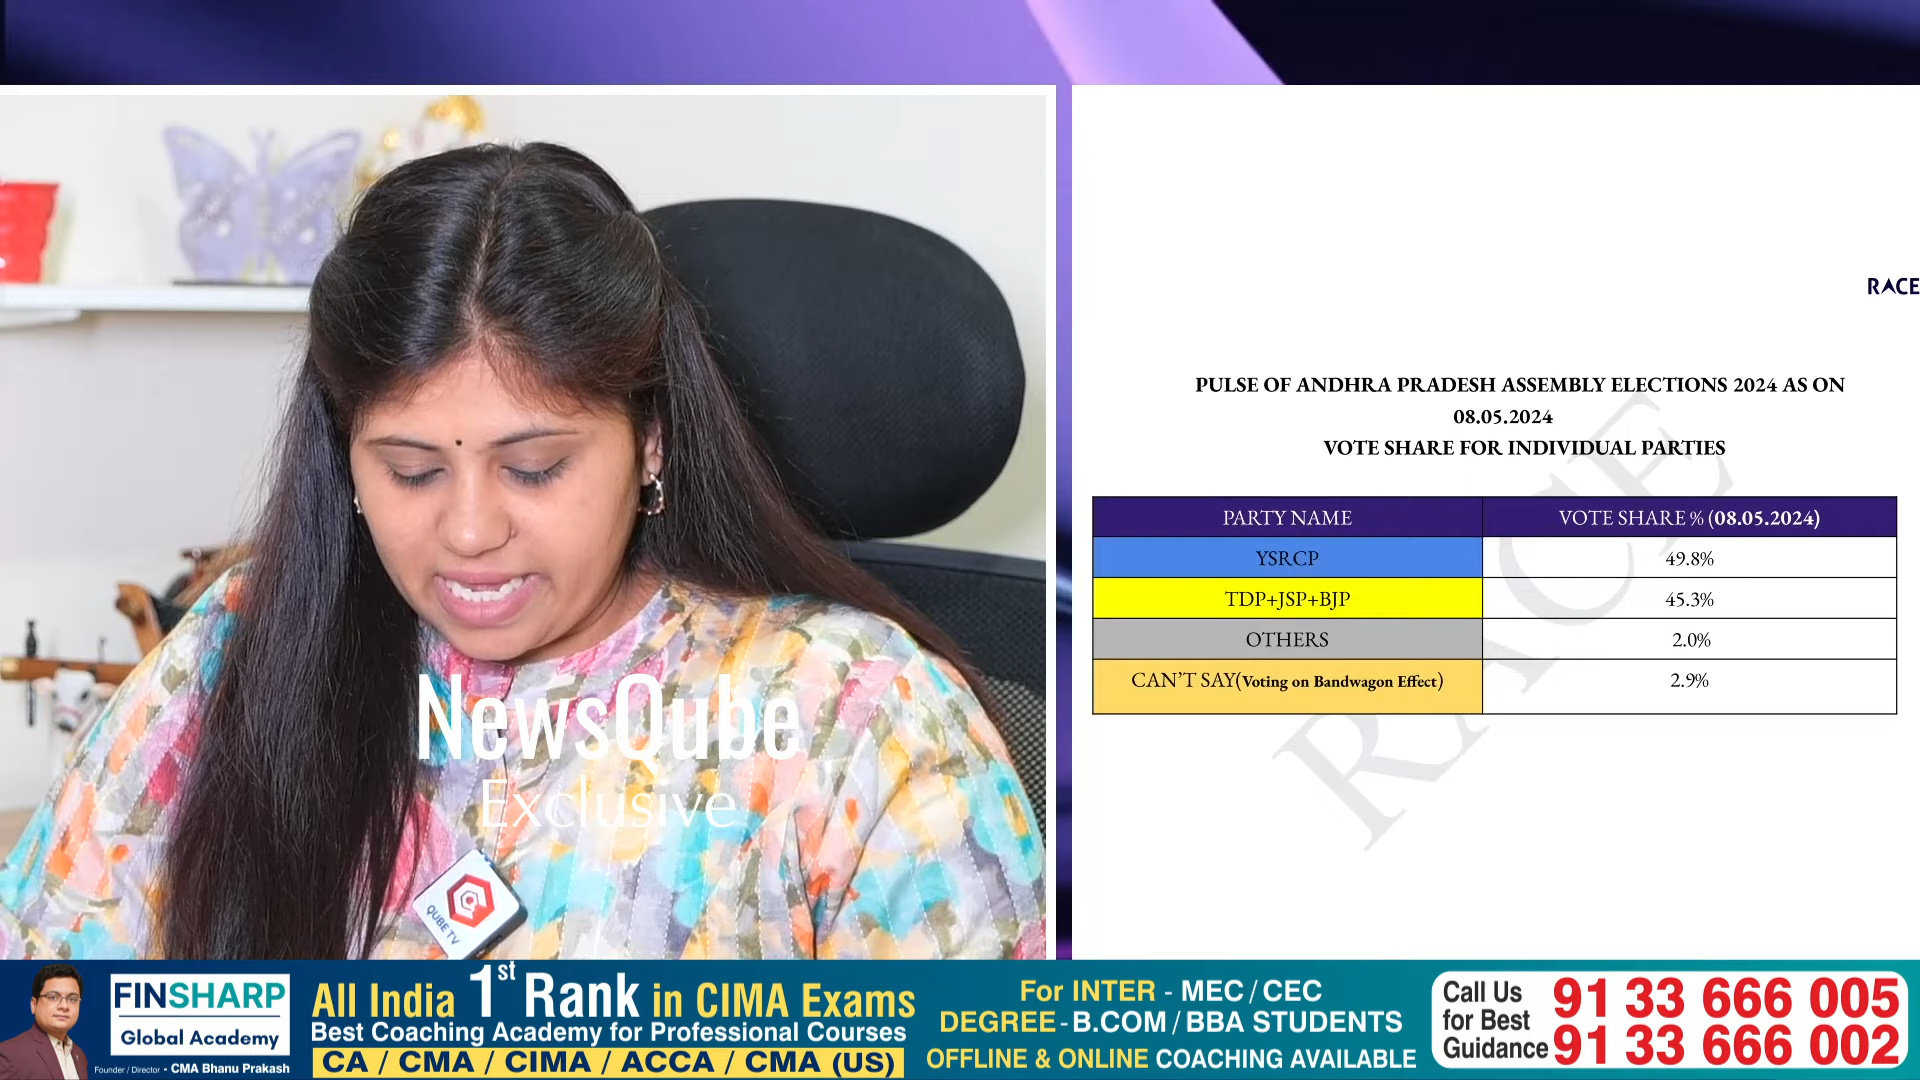 RACE
PULSE OF ANDHRA PRADESH ASSEMBLY ELECTIONS 2024 AS ON
08.05.2024
VOTE SHARE FOR INDIVIDUAL PARTIES
PARTY NAME VOTE SHARE % (08.05.2024)
YSRCP 49.8%
TDP+JSP+BJP 45.3%
OTHERS 2.0%
CAN'T SAY(Voting on Bandwagon Effect) 2.9%
RACE
NewsQube
Exclusive
QUBE TV
FINSHARP
Global Academy
Founder / Director - CMA Bhanu Prakash
All India 1st Rank in CIMA Exams
Best Coaching Academy for Professional Courses
CA / CMA / CIMA / ACCA / CMA (US)
For INTER - MEC / CEC
DEGREE - B.COM / BBA STUDENTS
OFFLINE & ONLINE COACHING AVAILABLE
Call Us
for Best
Guidance
91 33 666 005
91 33 666 002